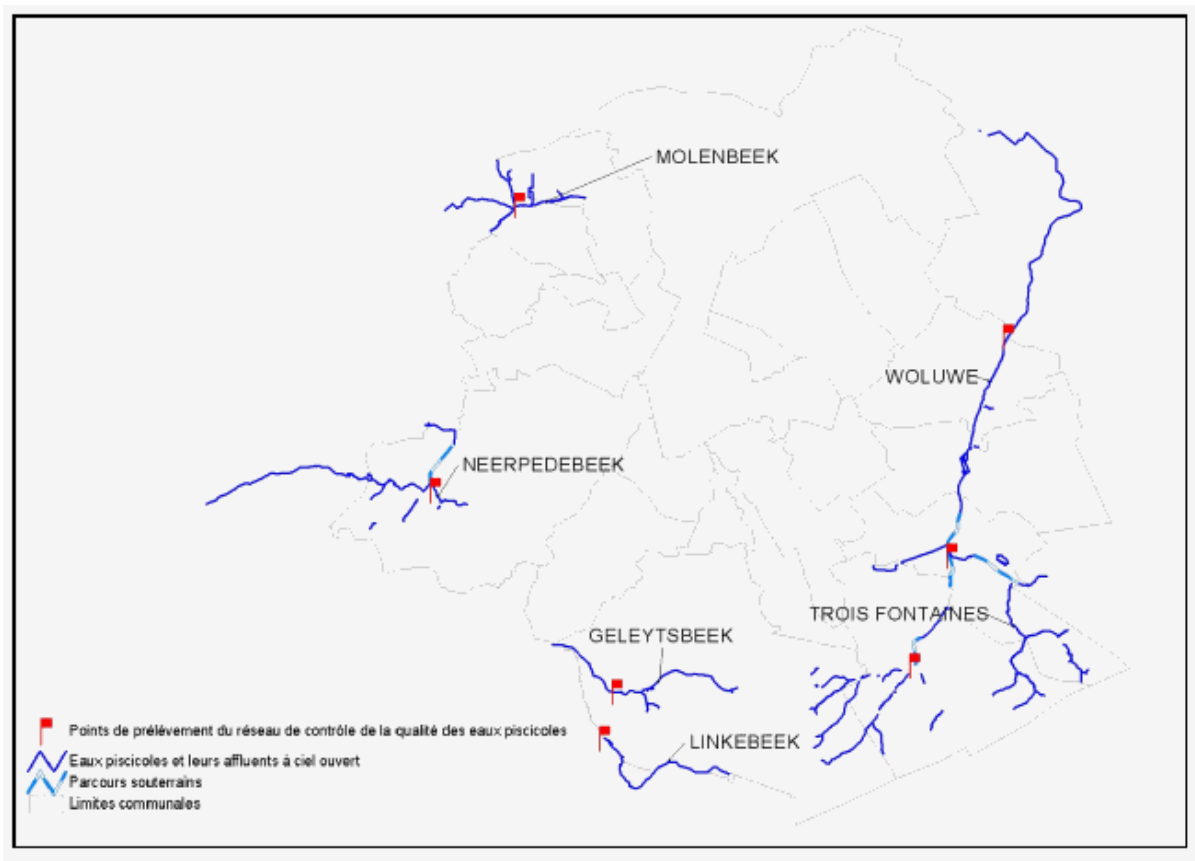 MOLENBEEK
WOLUWE
NEERPEDEBEEK
TROIS FONTAINES
GELEYTSBEEK
LINKEBEEK
Points de prélévement du réseau de contrôle de la qualité des eaux piscicoles
Eaux piscicoles et leurs affluents à ciel ouvert
Parcours souterrains
Limites communales